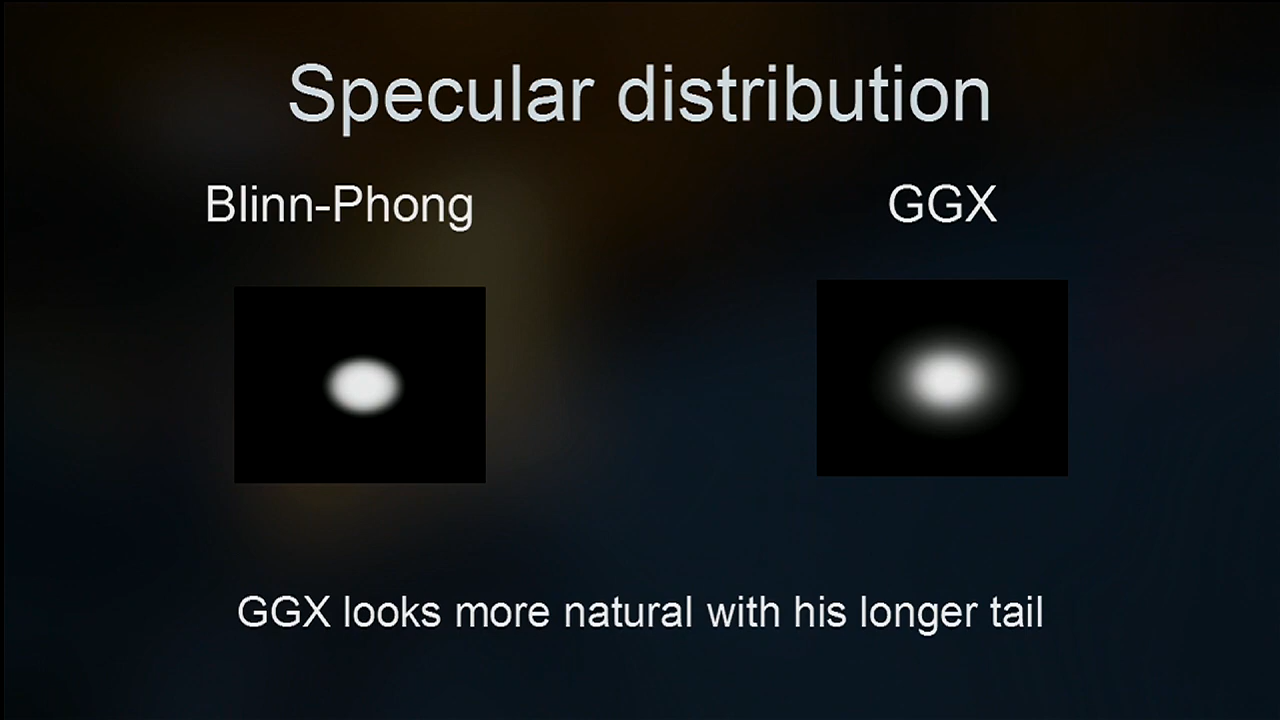 Specular distribution
Blinn-Phong
GGX
GGX looks more natural with his longer tail